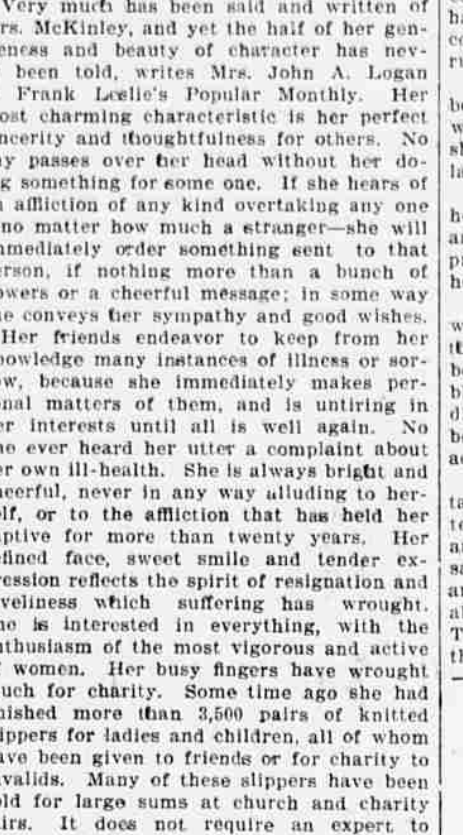 Very much has been said and written of
rs. McKinley, and yet the half of her gen-
eness and beauty of character has nev-
been told, writes Mrs. John A. Logan
Frank Leslie's Popular Monthly. Her
ost charming characteristic is her perfect
ncerity and thoughtfulness for others. No
ay passes over her head without her do-
g something for some one. If she hears of
n affliction of any kind overtaking any one
no matter how much a stranger—she will
mmediately order something sent to that
erson, if nothing more than a bunch of
owers or a cheerful message; in some way
he conveys her sympathy and good wishes.
Her friends endeavor to keep from her
nowledge many instances of illness or sor-
ow, because she immediately makes per-
onal matters of them, and is untiring in
er interests until all is well again. No
ne ever heard her utter a complaint about
er own ill-health. She is always bright and
heerful, never in any way alluding to her-
elf, or to the affliction that has held her
aptive for more than twenty years. Her
efined face, sweet smile and tender ex-
ression reflects the spirit of resignation and
veliness which suffering has wrought.
he is interested in everything, with the
nthusiasm of the most vigorous and active
f women. Her busy fingers have wrought
uch for charity. Some time ago she had
nished more than 3,500 pairs of knitted
ippers for ladies and children, all of whom
ave been given to friends or for charity to
valids. Many of these slippers have been
old for large sums at church and charity
airs. It does not require an expert to